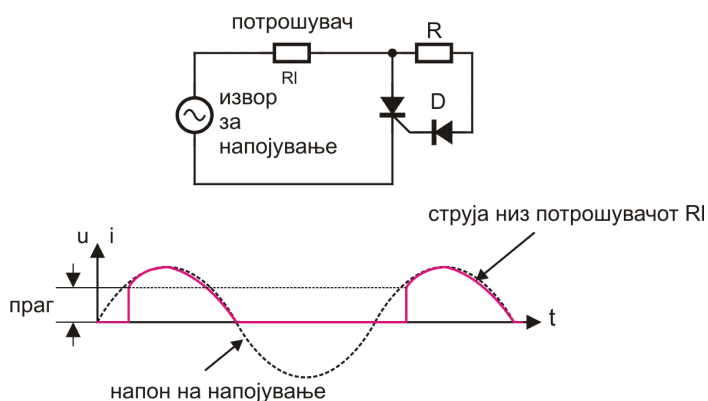 потрошувач
R
Rl
D
извор
за
напојување
струја низ потрошувачот Rl
u i
праг
t
напон на напојување